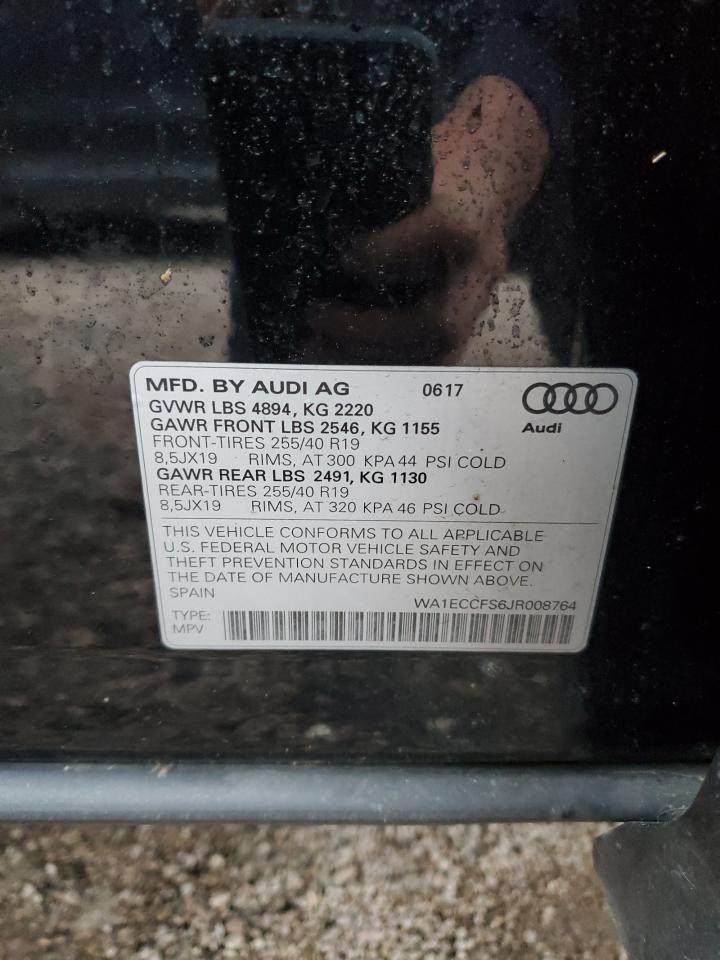 MFD. BY AUDI AG 0617
GVWR LBS 4894, KG 2220
GAWR FRONT LBS 2546, KG 1155
Audi
FRONT-TIRES 255/40 R19
8,5JX19 RIMS, AT 300 KPA 44 PSI COLD
GAWR REAR LBS 2491, KG 1130
REAR-TIRES 255/40 R19
8,5JX19 RIMS, AT 320 KPA 46 PSI COLD
THIS VEHICLE CONFORMS TO ALL APPLICABLE
U.S. FEDERAL MOTOR VEHICLE SAFETY AND
THEFT PREVENTION STANDARDS IN EFFECT ON
THE DATE OF MANUFACTURE SHOWN ABOVE.
SPAIN
WA1ECCFS6JR008764
TYPE:
MPV